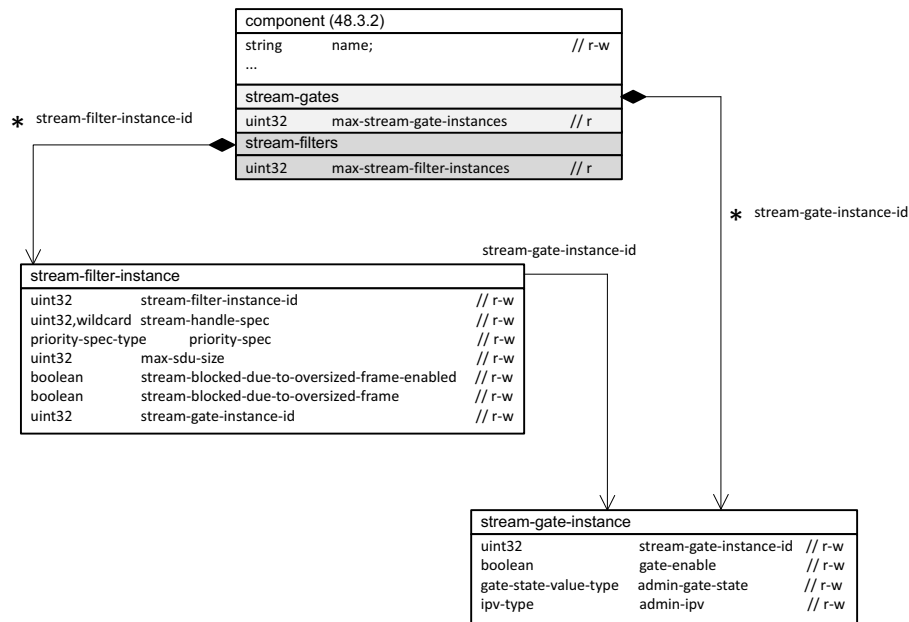 component (48.3.2)
string name; // r-w
...
stream-gates
uint32 max-stream-gate-instances // r
stream-filters
uint32 max-stream-filter-instances // r
* stream-filter-instance-id
* stream-gate-instance-id
stream-gate-instance-id
stream-filter-instance
uint32 stream-filter-instance-id // r-w
uint32,wildcard stream-handle-spec // r-w
priority-spec-type priority-spec // r-w
uint32 max-sdu-size // r-w
boolean stream-blocked-due-to-oversized-frame-enabled // r-w
boolean stream-blocked-due-to-oversized-frame // r-w
uint32 stream-gate-instance-id // r-w
stream-gate-instance
uint32 stream-gate-instance-id // r-w
boolean gate-enable // r-w
gate-state-value-type admin-gate-state // r-w
ipv-type admin-ipv // r-w